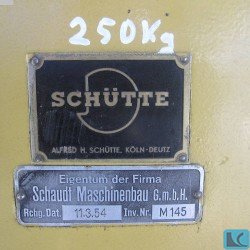 250Kg
SCHÜTTE
ALFRED H. SCHÜTTE, KÖLN-DEUTZ
Eigentum der Firma
Schaudt Maschinenbau G.m.b.H.
Rchg. Dat. 11.3.54 Inv. Nr. M 145
LC